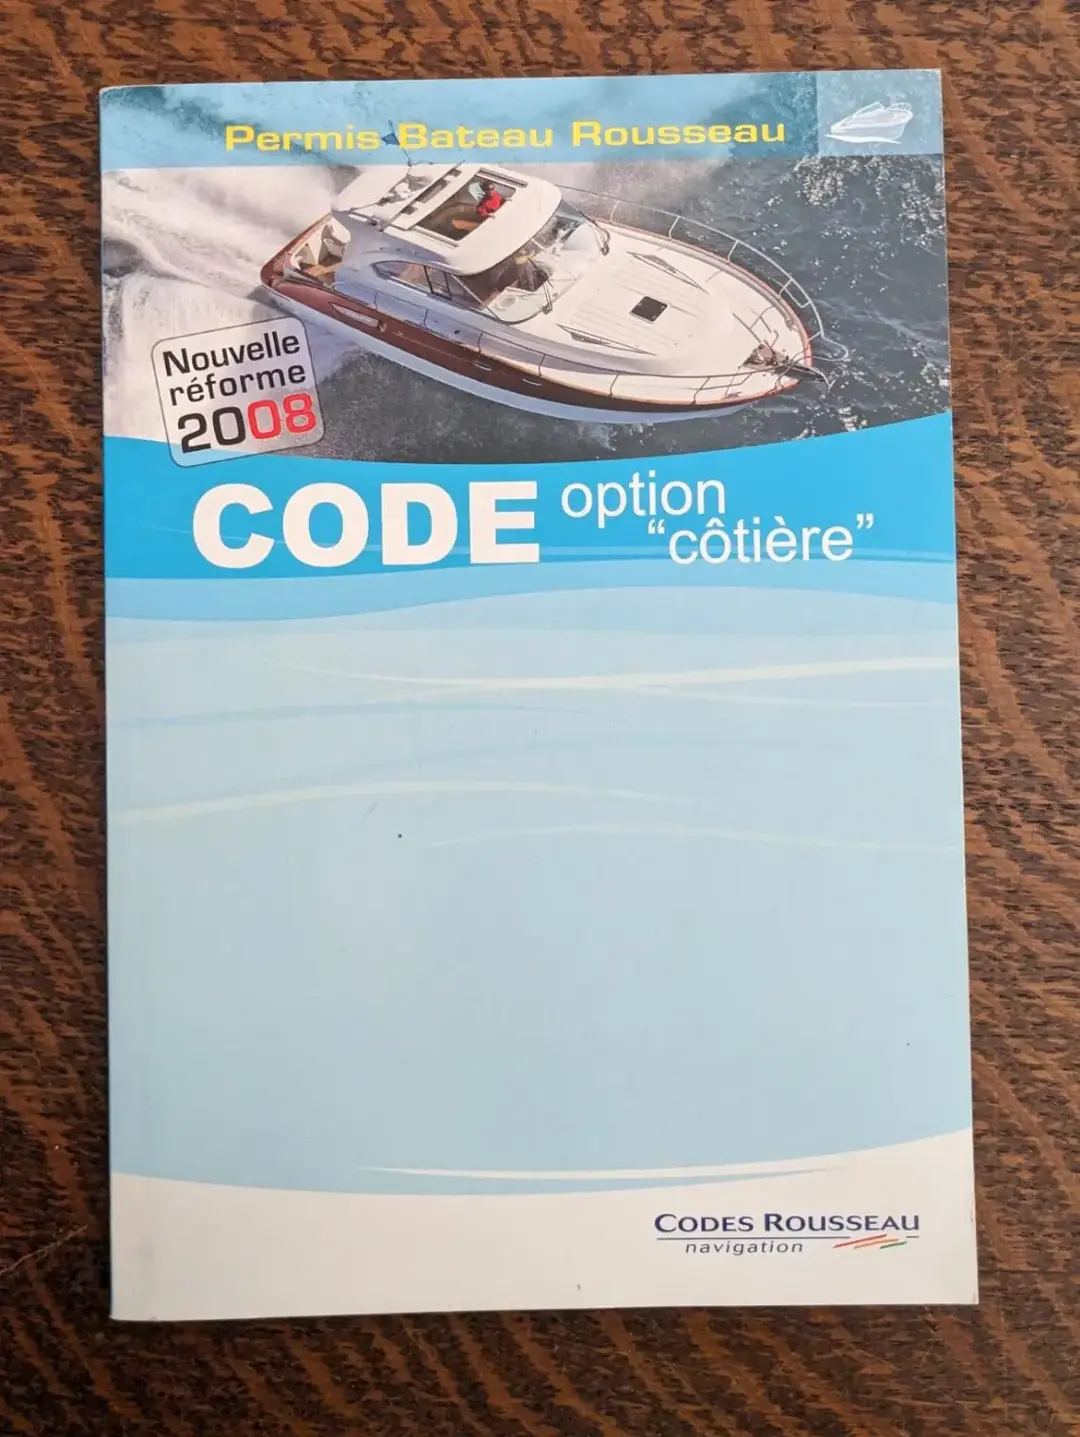 Permis Bateau Rousseau
Nouvelle
réforme
2008
CODE option
"côtière"
CODES ROUSSEAU
navigation